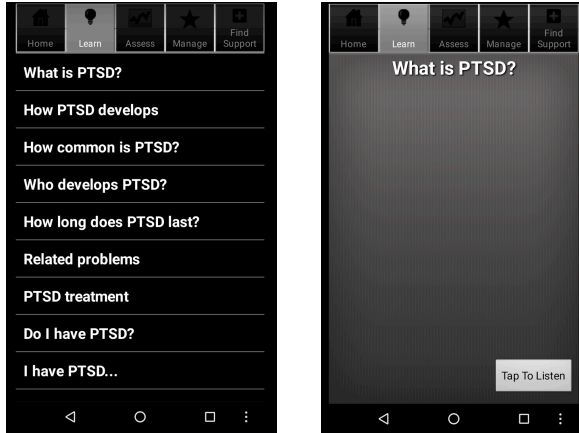 Home Learn Assess Manage Find Support
What is PTSD?
How PTSD develops
How common is PTSD?
Who develops PTSD?
How long does PTSD last?
Related problems
PTSD treatment
Do I have PTSD?
I have PTSD...
Home Learn Assess Manage Find Support
What is PTSD?
Tap To Listen